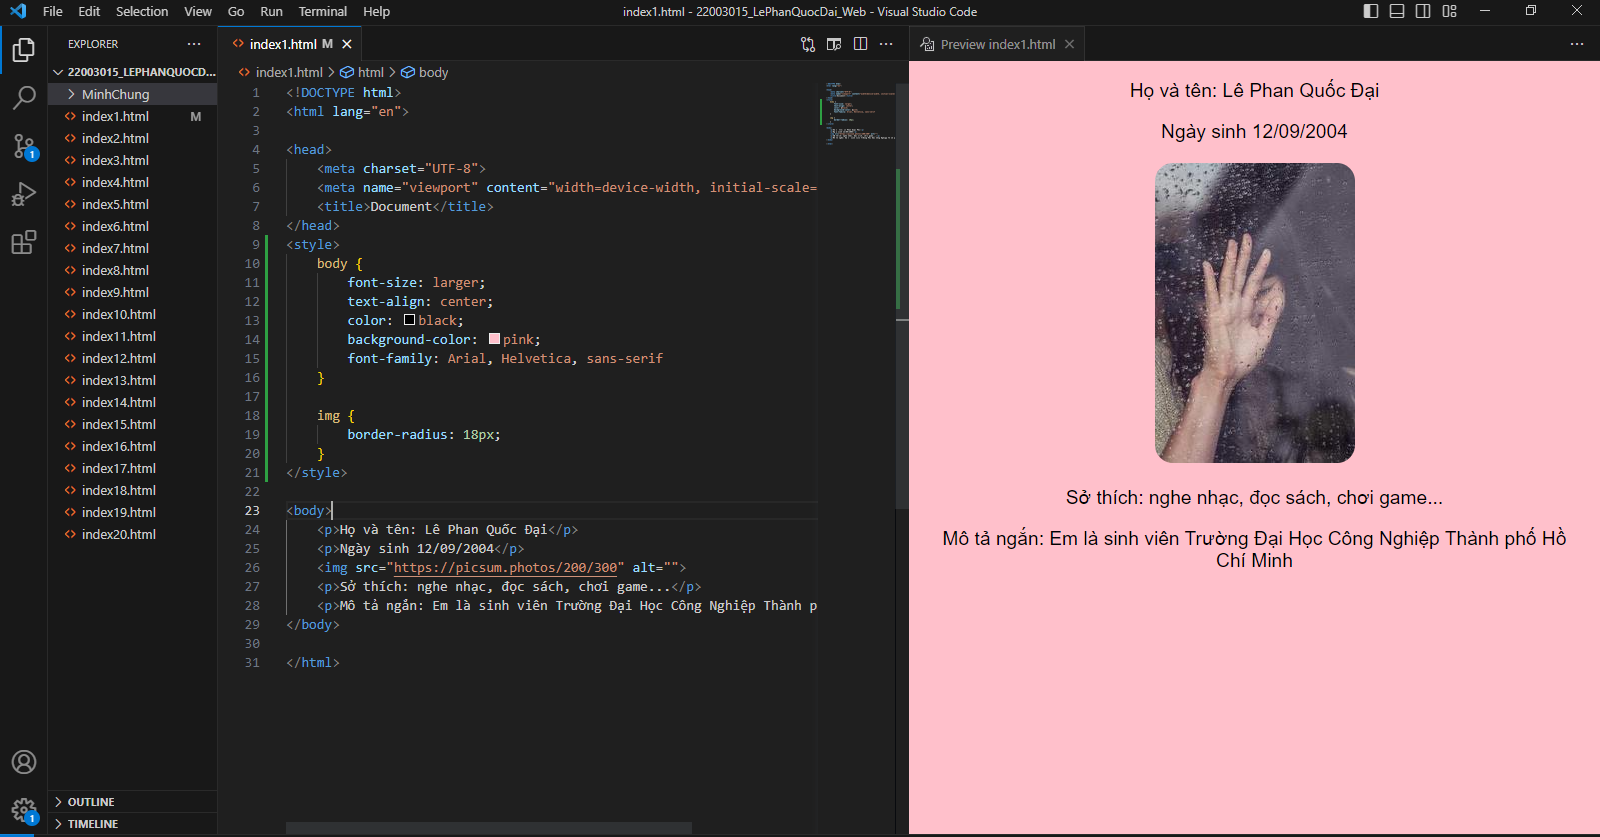 File Edit Selection View Go Run Terminal Help
index1.html - 22003015_LePhanQuocDai_Web - Visual Studio Code
EXPLORER
22003015_LEPHANQUOCD...
MinhChung
index1.html M
index2.html
index3.html
index4.html
index5.html
index6.html
index7.html
index8.html
index9.html
index10.html
index11.html
index12.html
index13.html
index14.html
index15.html
index16.html
index17.html
index18.html
index19.html
index20.html
OUTLINE
TIMELINE
1
1
index1.html M
index1.html > html > body
1 <!DOCTYPE html>
2 <html lang="en">
3
4 <head>
5 <meta charset="UTF-8">
6 <meta name="viewport" content="width=device-width, initial-scale=
7 <title>Document</title>
8 </head>
9 <style>
10 body {
11 font-size: larger;
12 text-align: center;
13 color: black;
14 background-color: pink;
15 font-family: Arial, Helvetica, sans-serif
16 }
17
18 img {
19 border-radius: 18px;
20 }
21 </style>
22
23 <body>
24 <p>Họ và tên: Lê Phan Quốc Đại</p>
25 <p>Ngày sinh 12/09/2004</p>
26 <img src="https://picsum.photos/200/300" alt="">
27 <p>Sở thích: nghe nhạc, đọc sách, chơi game...</p>
28 <p>Mô tả ngắn: Em là sinh viên Trường Đại Học Công Nghiệp Thành p
29 </body>
30
31 </html>
Preview index1.html
Họ và tên: Lê Phan Quốc Đại
Ngày sinh 12/09/2004
Sở thích: nghe nhạc, đọc sách, chơi game...
Mô tả ngắn: Em là sinh viên Trường Đại Học Công Nghiệp Thành phố Hồ
Chí Minh